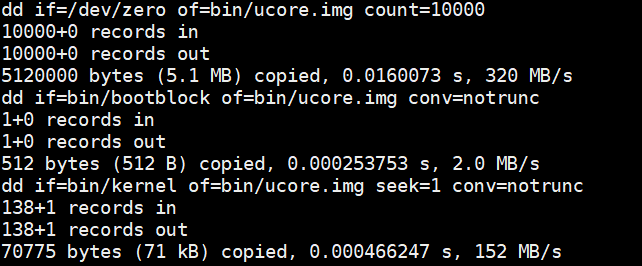 dd if=/dev/zero of=bin/ucore.img count=10000
10000+0 records in
10000+0 records out
5120000 bytes (5.1 MB) copied, 0.0160073 s, 320 MB/s
dd if=bin/bootblock of=bin/ucore.img conv=notrunc
1+0 records in
1+0 records out
512 bytes (512 B) copied, 0.000253753 s, 2.0 MB/s
dd if=bin/kernel of=bin/ucore.img seek=1 conv=notrunc
138+1 records in
138+1 records out
70775 bytes (71 kB) copied, 0.000466247 s, 152 MB/s